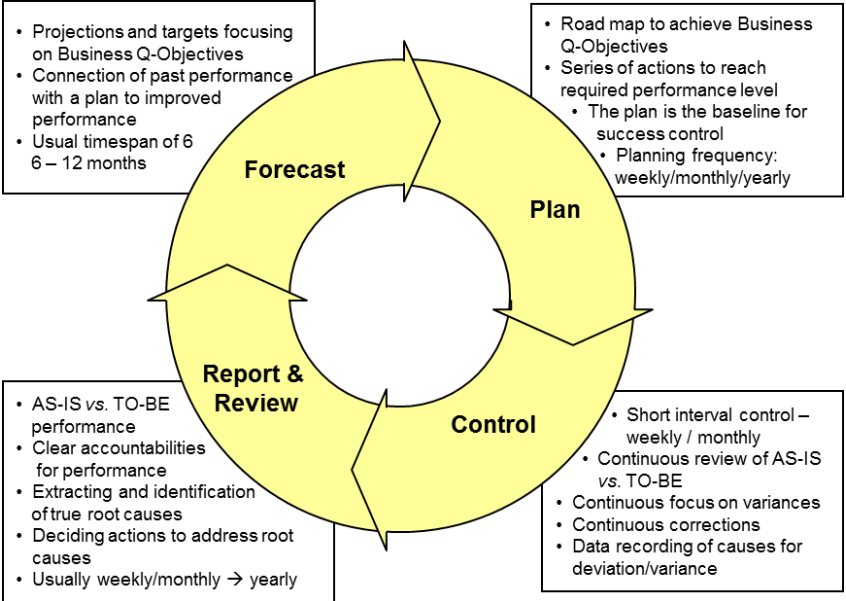 • Projections and targets focusing
on Business Q-Objectives
• Connection of past performance
with a plan to improved
performance
• Usual timespan of 6
6 – 12 months
• Road map to achieve Business
Q-Objectives
• Series of actions to reach
required performance level
• The plan is the baseline for
success control
• Planning frequency:
weekly/monthly/yearly
Forecast
Plan
Report &
Review
Control
• AS-IS vs. TO-BE
performance
• Clear accountabilities
for performance
• Extracting and identification
of true root causes
• Deciding actions to address root
causes
• Usually weekly/monthly → yearly
• Short interval control –
weekly / monthly
• Continuous review of AS-IS
vs. TO-BE
• Continuous focus on variances
• Continuous corrections
• Data recording of causes for
deviation/variance